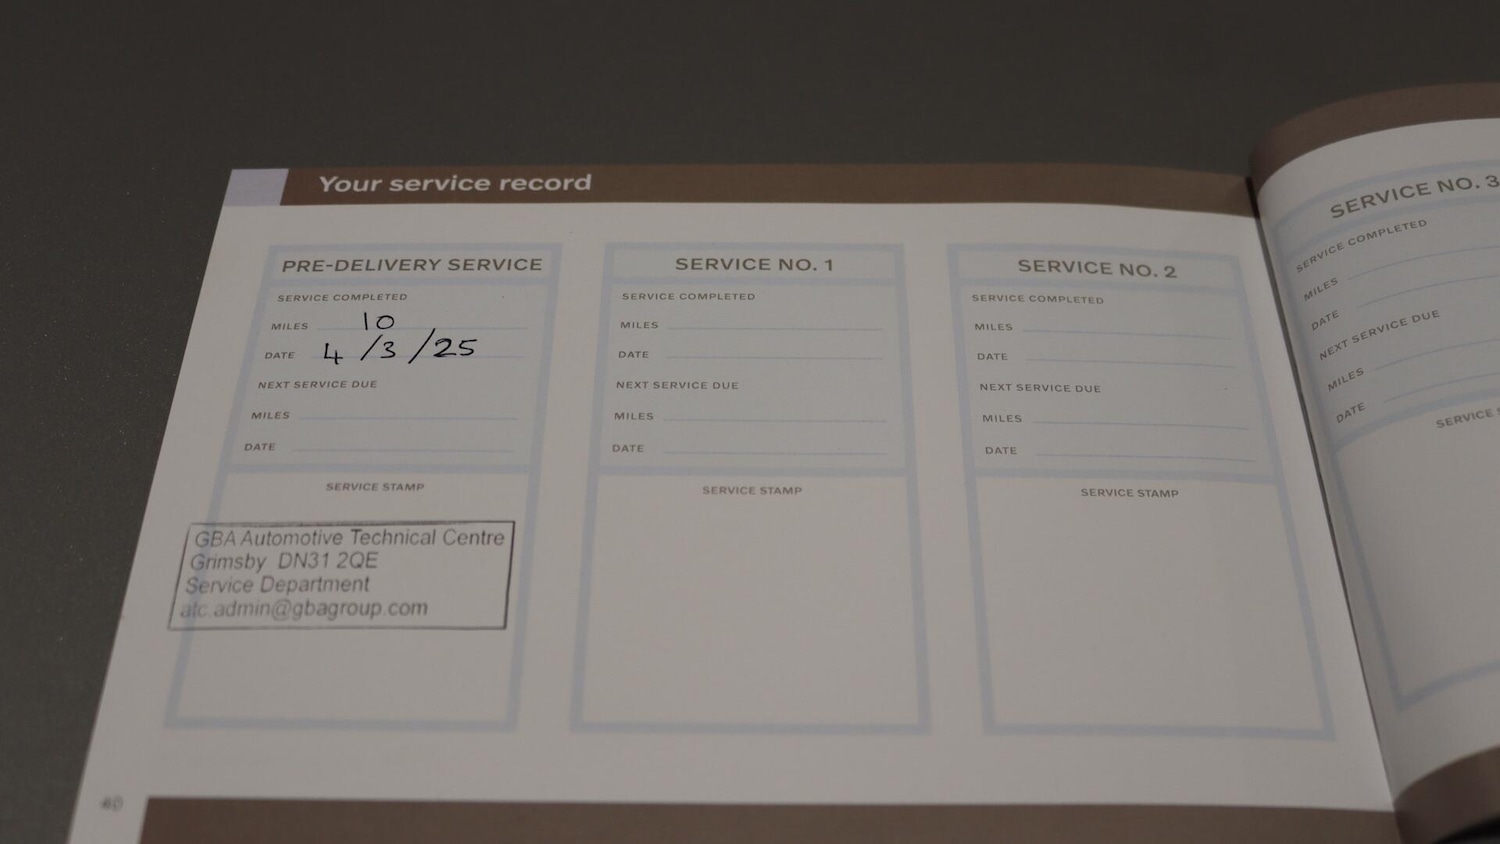 Your service record
PRE-DELIVERY SERVICE
SERVICE COMPLETED
MILES 10
DATE 4/3/25
NEXT SERVICE DUE
MILES
DATE
SERVICE STAMP
GBA Automotive Technical Centre
Grimsby DN31 2QE
Service Department
atc.admin@gbagroup.com
SERVICE NO. 1
SERVICE COMPLETED
MILES
DATE
NEXT SERVICE DUE
MILES
DATE
SERVICE STAMP
SERVICE NO. 2
SERVICE COMPLETED
MILES
DATE
NEXT SERVICE DUE
MILES
DATE
SERVICE STAMP
SERVICE NO. 3
SERVICE COMPLETED
MILES
DATE
NEXT SERVICE DUE
MILES
DATE
SERVICE